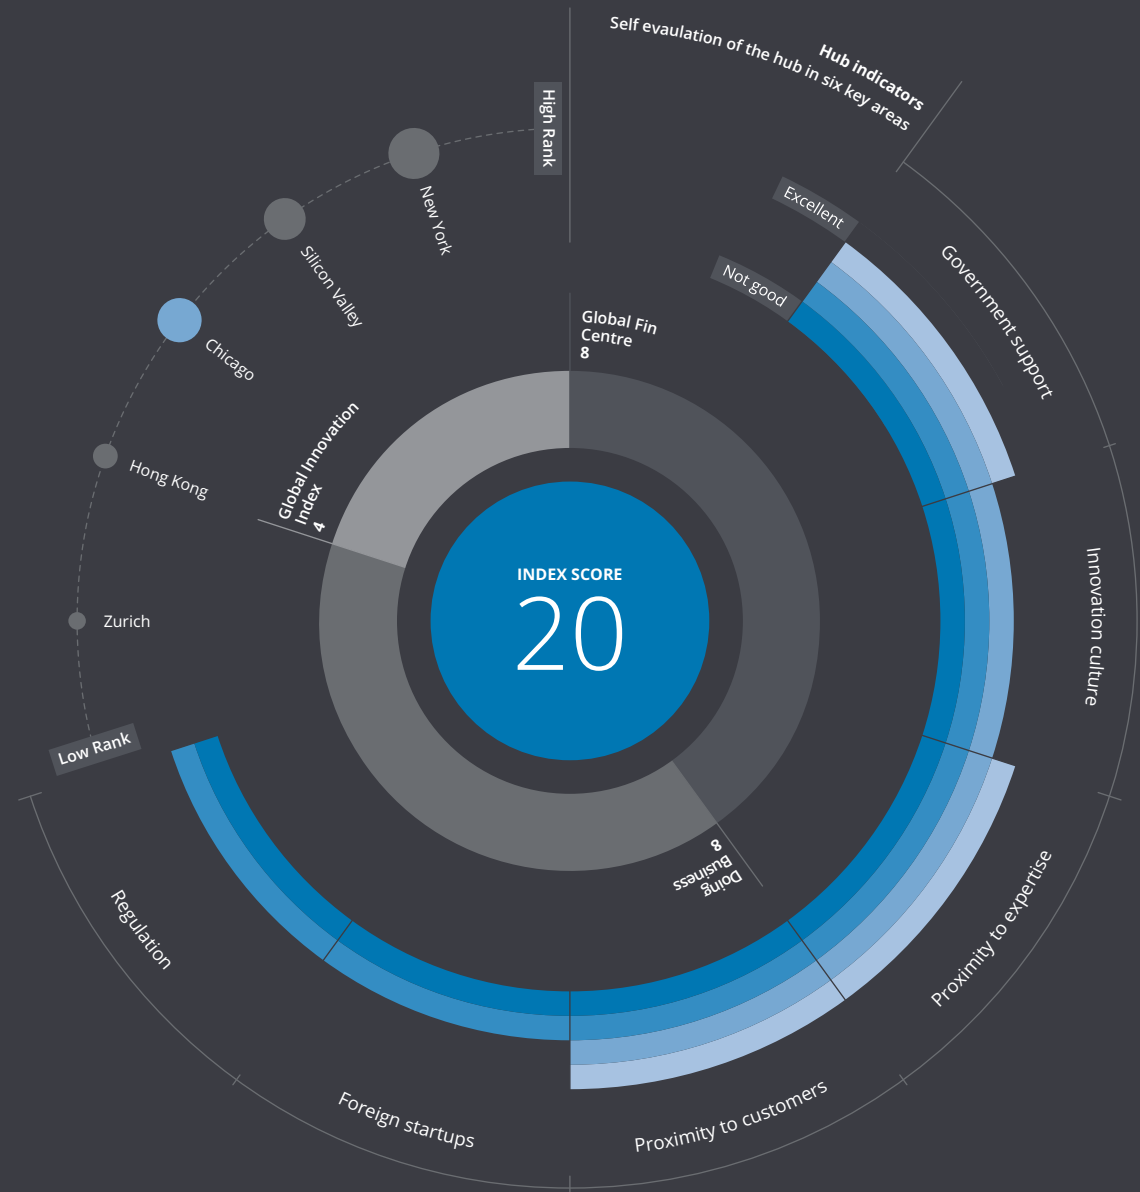 Hub indicators
Self evaulation of the hub in six key areas
High Rank
New York
Silicon Valley
Chicago
Hong Kong
Zurich
Low Rank
Excellent
Not good
Government support
Innovation culture
Proximity to expertise
Proximity to customers
Foreign startups
Regulation
Global Fin
Centre
8
Global Innovation
Index
4
Doing
Business
8
INDEX SCORE
20